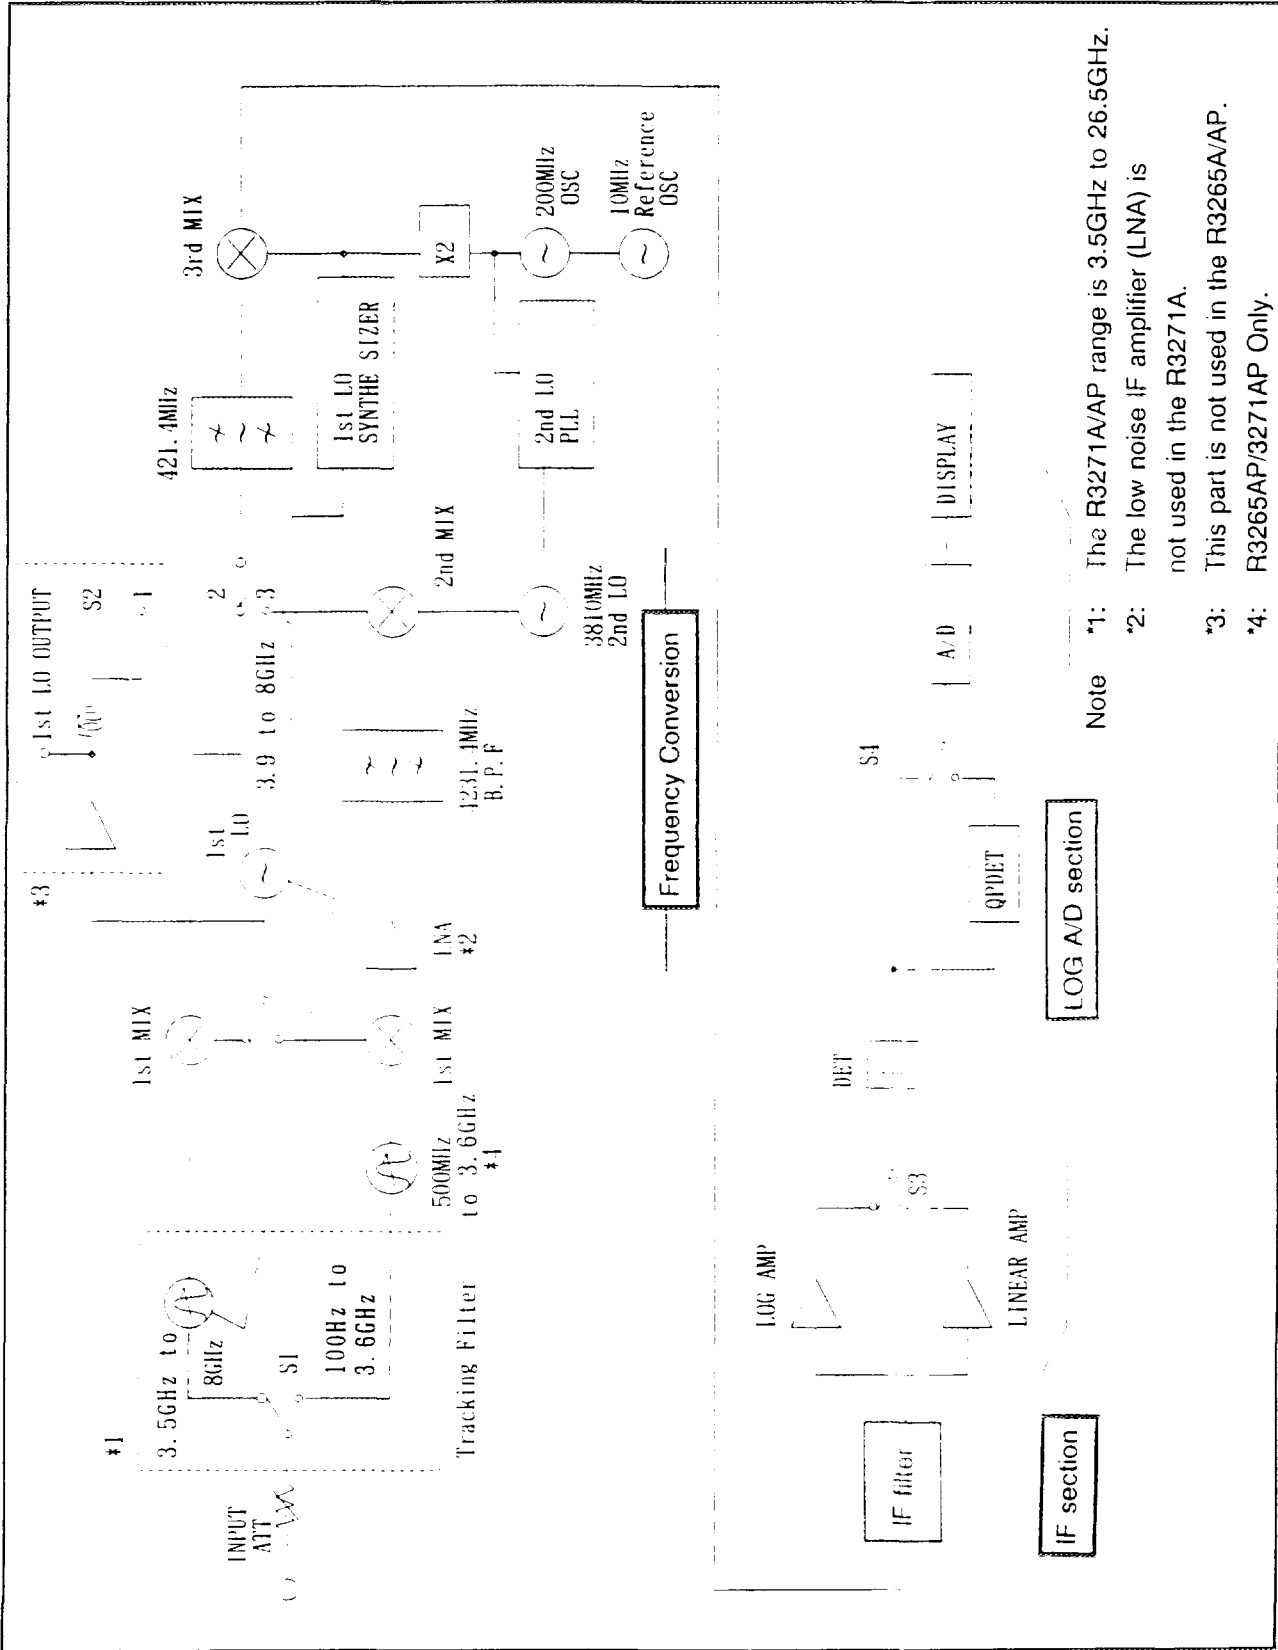 *1
3.5GHz to
8GHz
S1
100Hz to
3.6GHz
Tracking Filter
INPUT
ATT
500MHz
to 3.6GHz
*4
1st MIX
1st MIX
LNA
*2
*3
1st
LO
1st LO OUTPUT
50Ω
S2
1
2
3
3.9 to 8GHz
4231.4MHz
B.P.F
2nd MIX
3810MHz
2nd LO
421.4MHz
1st LO
SYNTHE SIZER
2nd LO
PLL
3rd MIX
X2
200MHz
OSC
10MHz
Reference
OSC
Frequency Conversion
IF filter
LOG AMP
LINEAR AMP
S3
DET
QPDET
S4
A/D
DISPLAY
IF section
LOG A/D section
Note *1: The R3271A/AP range is 3.5GHz to 26.5GHz.
*2: The low noise IF amplifier (LNA) is
not used in the R3271A.
*3: This part is not used in the R3265A/AP.
*4: R3265AP/3271AP Only.